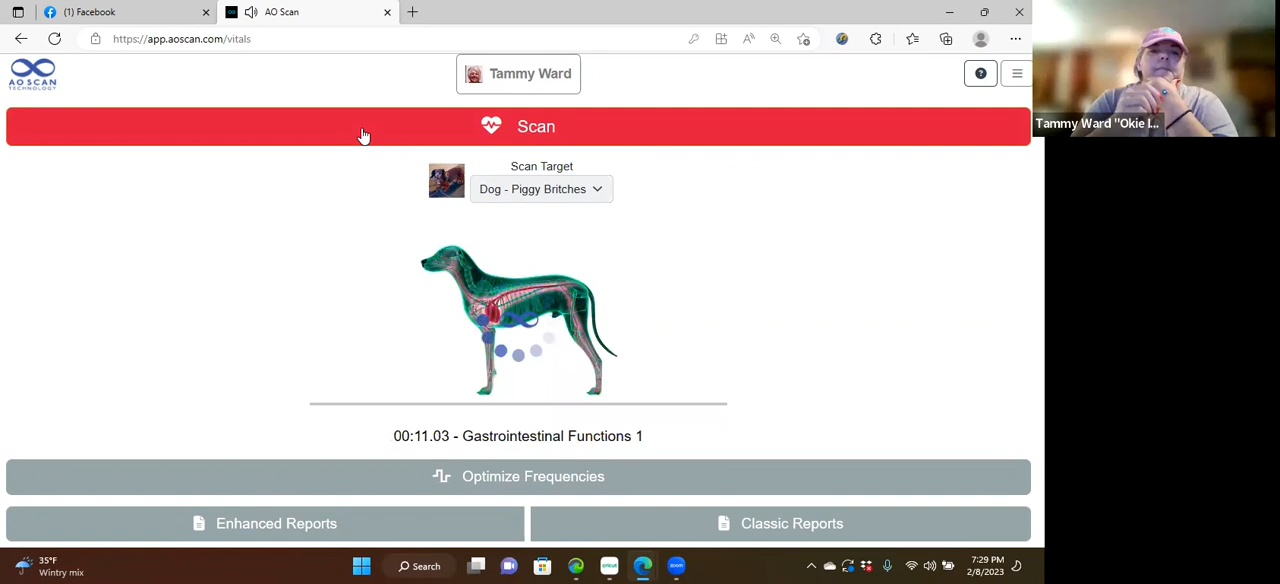 (1) Facebook
AO Scan
https://app.aoscan.com/vitals
AO SCAN
TECHNOLOGY
Tammy Ward
Scan
Tammy Ward "Okie I...
Scan Target
Dog - Piggy Britches
00:11.03 - Gastrointestinal Functions 1
Optimize Frequencies
Enhanced Reports
Classic Reports
35°F
Wintry mix
Search
cricut
zoom
7:29 PM
2/8/2023